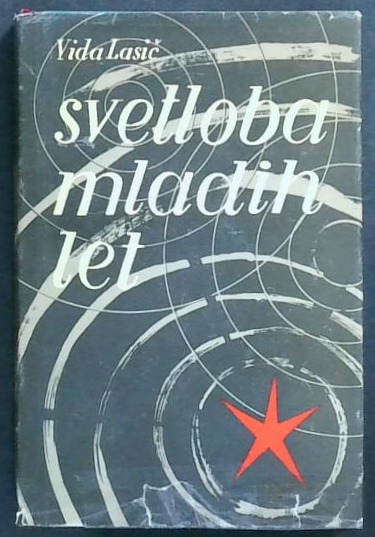 Vida Lasič
svetloba
mladih
let